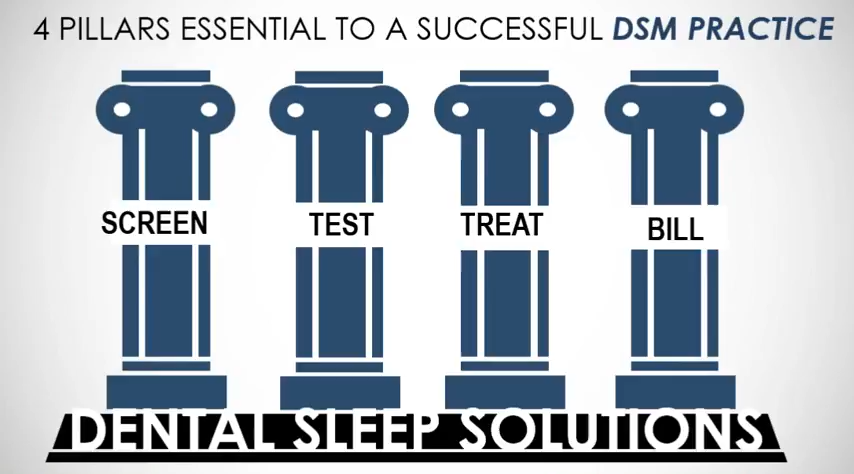 4 PILLARS ESSENTIAL TO A SUCCESSFUL DSM PRACTICE
SCREEN
TEST
TREAT
BILL
DENTAL SLEEP SOLUTIONS